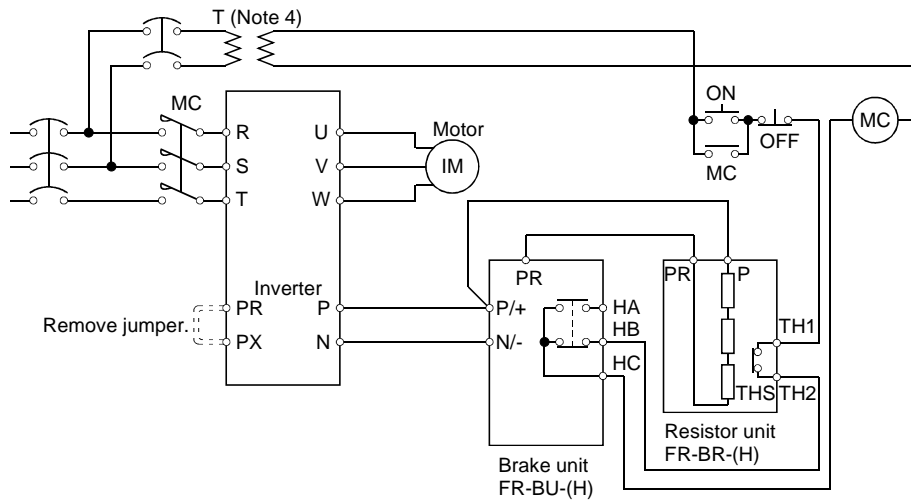 T (Note 4)
MC
R
S
T
U
V
W
Motor
IM
ON
OFF
MC
MC
Inverter
PR
PX
P
N
Remove jumper.
PR
P/+
N/-
HA
HB
HC
PR
P
TH1
THS
TH2
Brake unit
FR-BU-(H)
Resistor unit
FR-BR-(H)